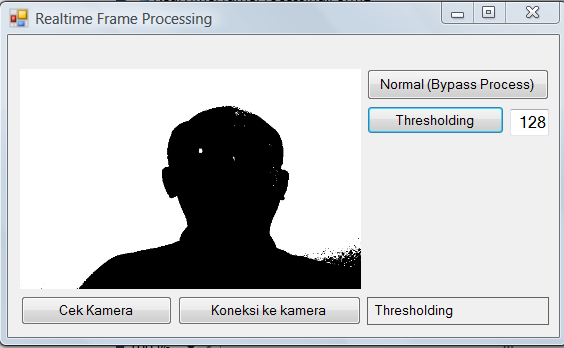 Realtime Frame Processing
Normal (Bypass Process)
Thresholding
128
Cek Kamera
Koneksi ke kamera
Thresholding